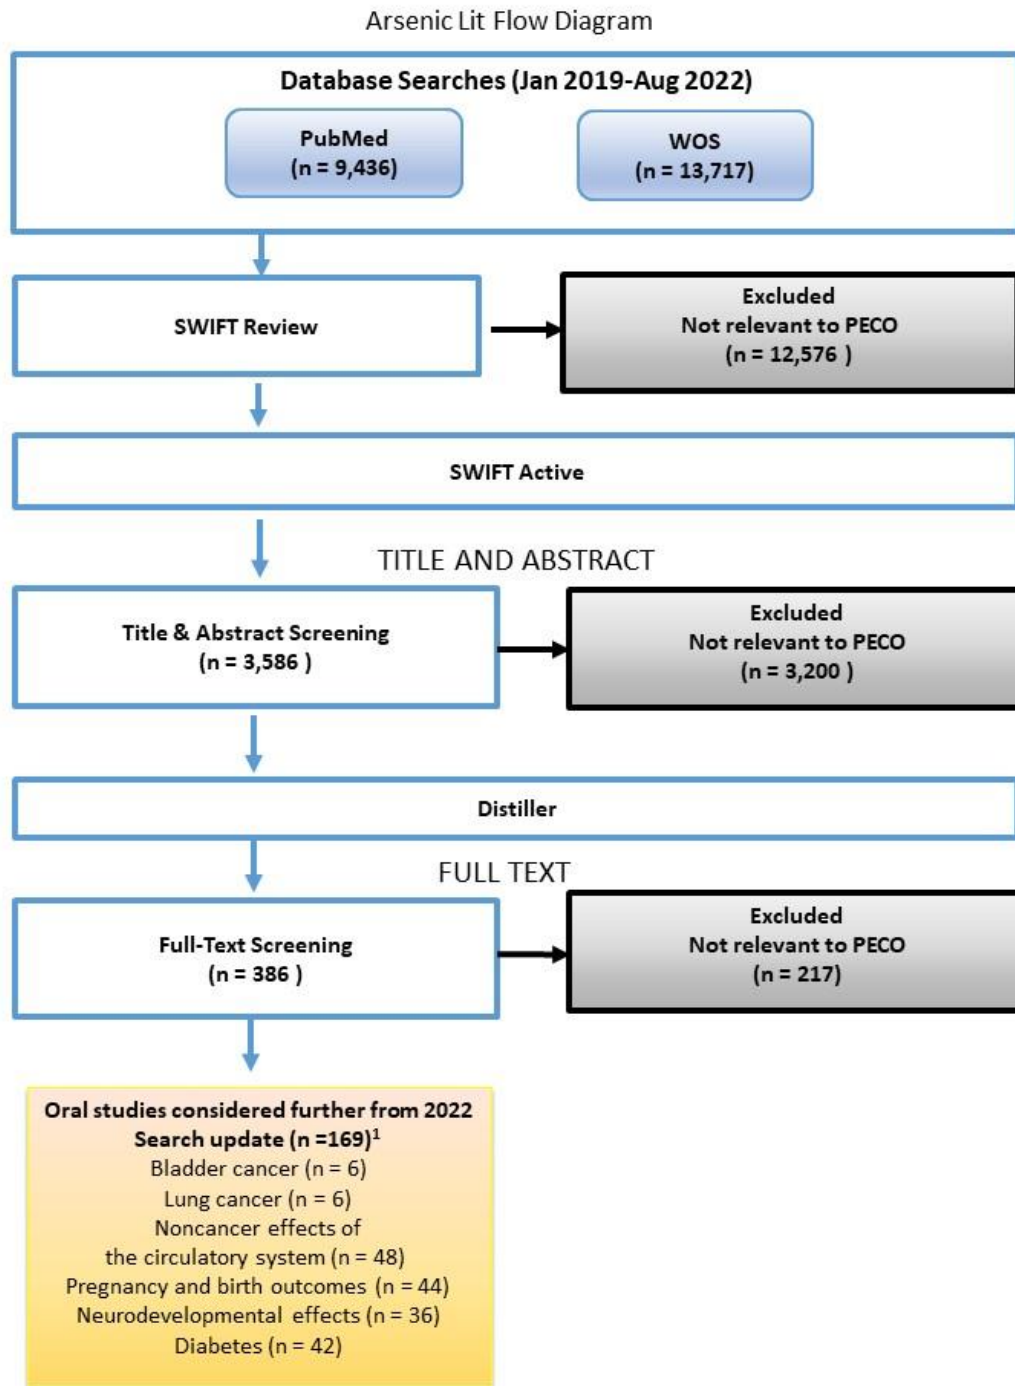 Arsenic Lit Flow Diagram
Database Searches (Jan 2019-Aug 2022)
PubMed
(n = 9,436)
WOS
(n = 13,717)
SWIFT Review
Excluded
Not relevant to PECO
(n = 12,576 )
SWIFT Active
TITLE AND ABSTRACT
Title & Abstract Screening
(n = 3,586 )
Excluded
Not relevant to PECO
(n = 3,200 )
Distiller
FULL TEXT
Full-Text Screening
(n = 386 )
Excluded
Not relevant to PECO
(n = 217)
Oral studies considered further from 2022
Search update (n =169)¹
Bladder cancer (n = 6)
Lung cancer (n = 6)
Noncancer effects of
the circulatory system (n = 48)
Pregnancy and birth outcomes (n = 44)
Neurodevelopmental effects (n = 36)
Diabetes (n = 42)